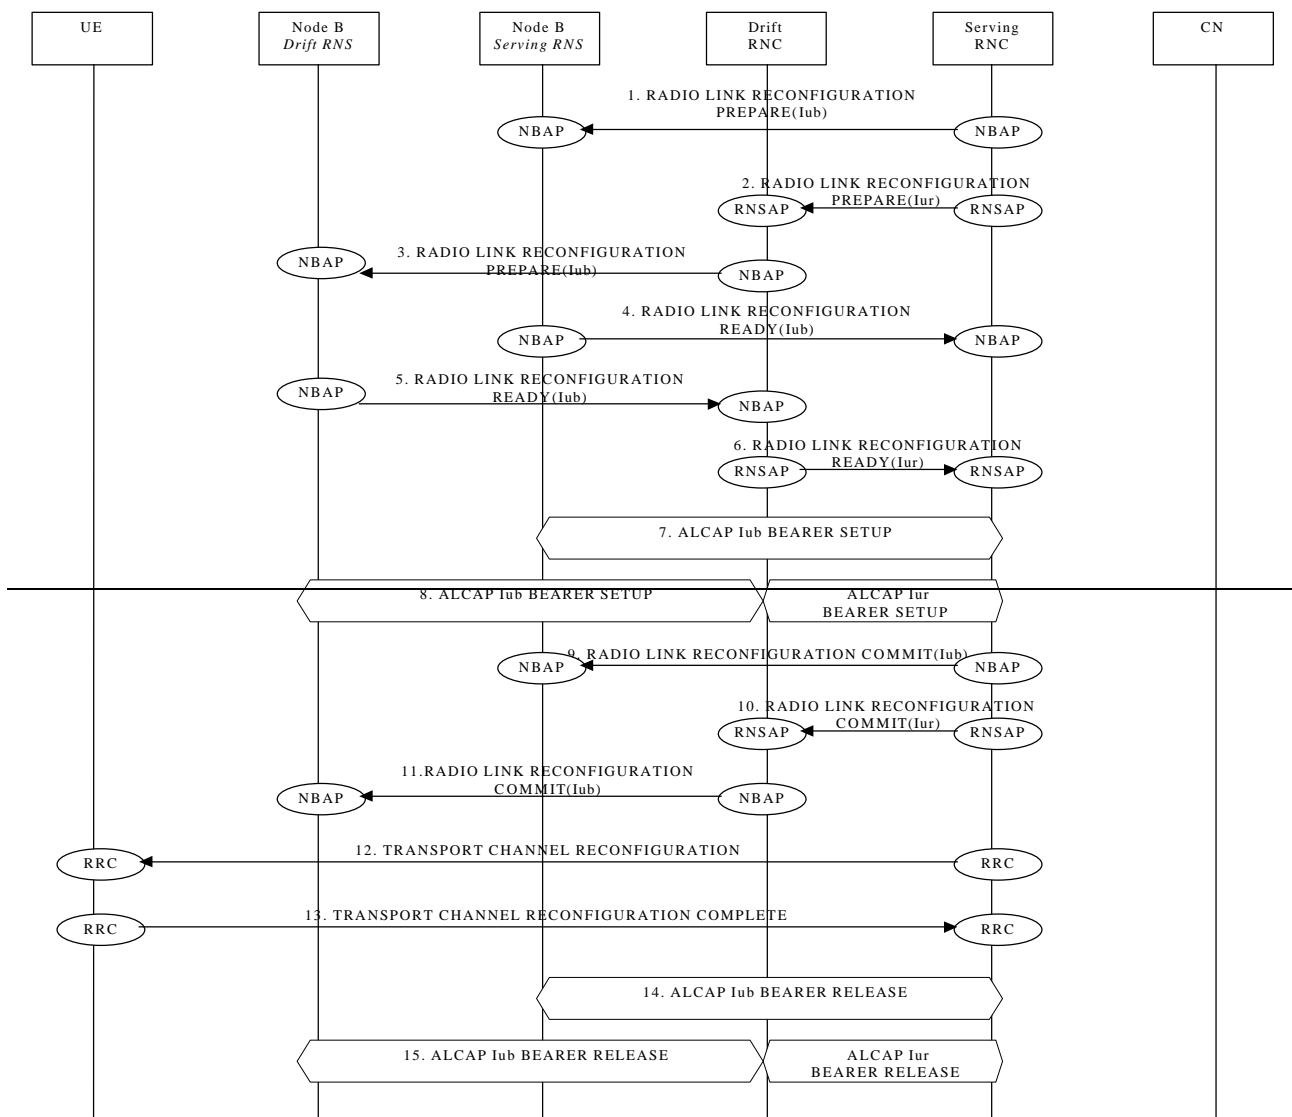 UE
Node B
Drift RNS
Node B
Serving RNS
Drift
RNC
Serving
RNC
CN
1. RADIO LINK RECONFIGURATION
PREPARE(Iub)
NBAP
NBAP
2. RADIO LINK RECONFIGURATION
PREPARE(Iur)
RNSAP
RNSAP
3. RADIO LINK RECONFIGURATION
PREPARE(Iub)
NBAP
NBAP
4. RADIO LINK RECONFIGURATION
READY(Iub)
NBAP
NBAP
5. RADIO LINK RECONFIGURATION
READY(Iub)
NBAP
NBAP
6. RADIO LINK RECONFIGURATION
READY(Iur)
RNSAP
RNSAP
7. ALCAP Iub BEARER SETUP
8. ALCAP Iub BEARER SETUP
ALCAP Iur
BEARER SETUP
9. RADIO LINK RECONFIGURATION COMMIT(Iub)
NBAP
NBAP
10. RADIO LINK RECONFIGURATION
COMMIT(Iur)
RNSAP
RNSAP
11.RADIO LINK RECONFIGURATION
COMMIT(Iub)
NBAP
NBAP
12. TRANSPORT CHANNEL RECONFIGURATION
RRC
RRC
13. TRANSPORT CHANNEL RECONFIGURATION COMPLETE
RRC
RRC
14. ALCAP Iub BEARER RELEASE
15. ALCAP Iub BEARER RELEASE
ALCAP Iur
BEARER RELEASE